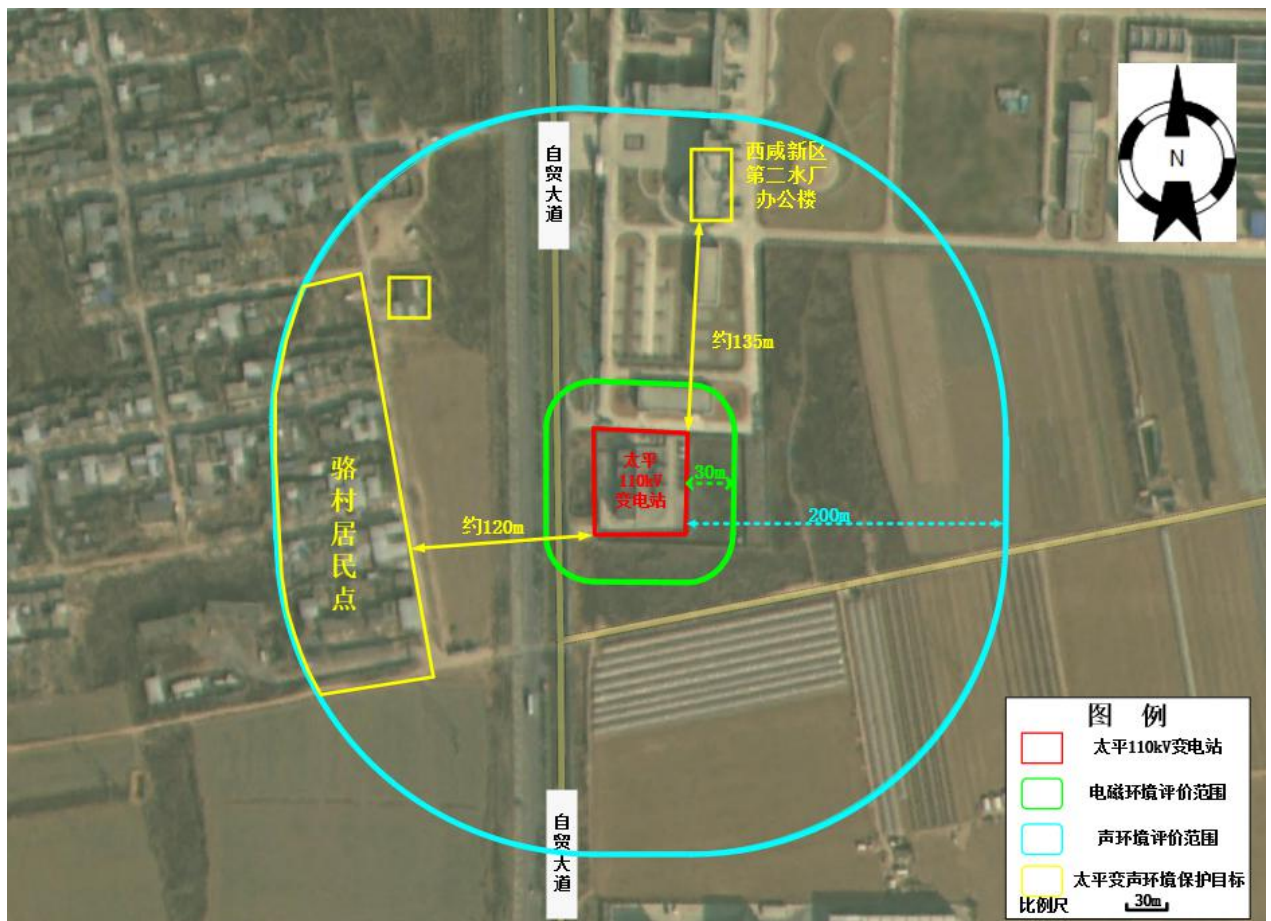 自贸大道
西咸新区
第二水厂
办公楼
N
约135m
太平
110kV
变电站
30m
200m
骆村居民点
约120m
自贸大道
图 例
太平110kV变电站
电磁环境评价范围
声环境评价范围
太平变声环境保护目标
比例尺 30m